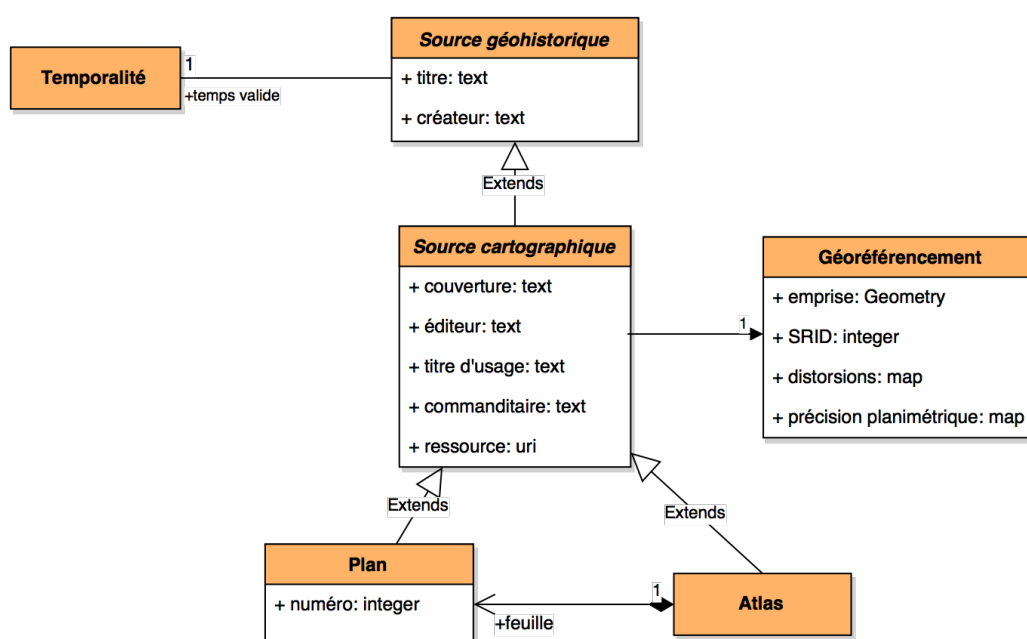 Source géohistorique
+ titre: text
+ créateur: text
Temporalité
1
+temps valide
Extends
Source cartographique
+ couverture: text
+ éditeur: text
+ titre d'usage: text
+ commanditaire: text
+ ressource: uri
1
Géoréférencement
+ emprise: Geometry
+ SRID: integer
+ distorsions: map
+ précision planimétrique: map
Extends
Extends
Plan
+ numéro: integer
+feuille
1
Atlas